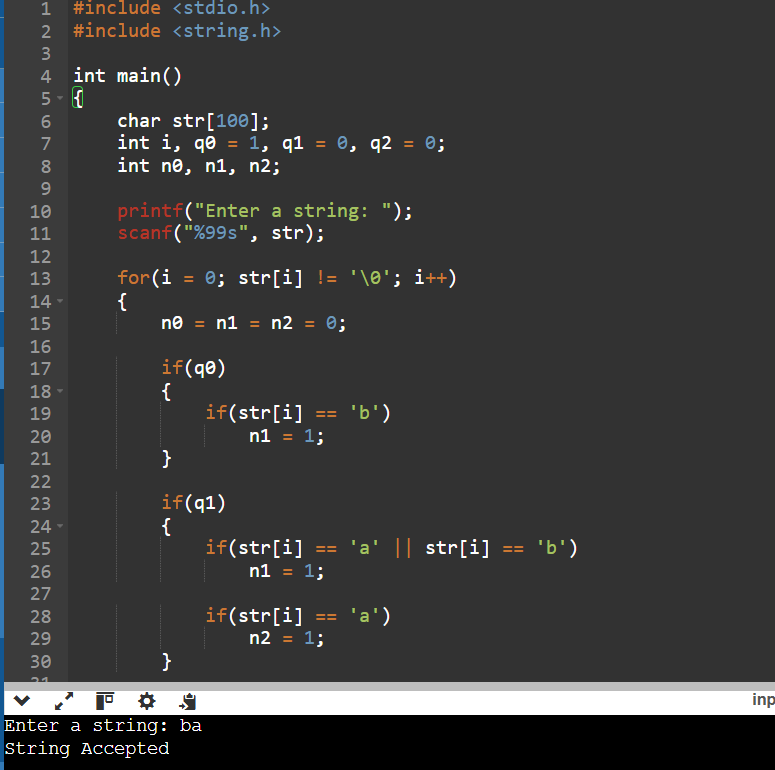 1 #include <stdio.h>
2 #include <string.h>
3
4 int main()
5 {
6 char str[100];
7 int i, q0 = 1, q1 = 0, q2 = 0;
8 int n0, n1, n2;
9
10 printf("Enter a string: ");
11 scanf("%99s", str);
12
13 for(i = 0; str[i] != '\0'; i++)
14 {
15 n0 = n1 = n2 = 0;
16
17 if(q0)
18 {
19 if(str[i] == 'b')
20 n1 = 1;
21 }
22
23 if(q1)
24 {
25 if(str[i] == 'a' || str[i] == 'b')
26 n1 = 1;
27
28 if(str[i] == 'a')
29 n2 = 1;
30 }
31
inp
Enter a string: ba
String Accepted